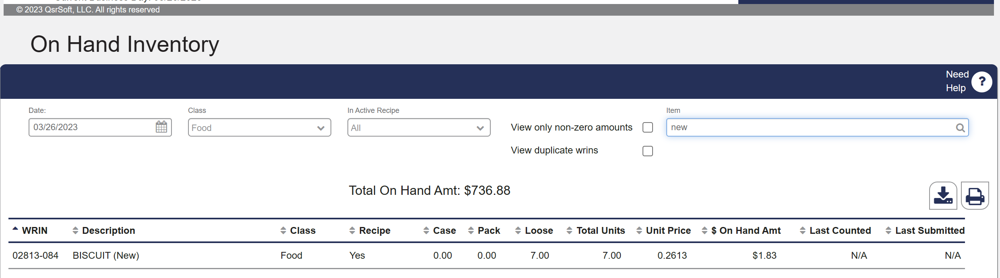 © 2023 QsrSoft, LLC. All rights reserved
On Hand Inventory
Need
Help
?
Date:
Class
In Active Recipe
Item
03/26/2023
Food
All
View only non-zero amounts
new
View duplicate wrins
Total On Hand Amt: $736.88
WRIN Description Class Recipe Case Pack Loose Total Units Unit Price $ On Hand Amt Last Counted Last Submitted
02813-084 BISCUIT (New) Food Yes 0.00 0.00 7.00 7.00 0.2613 $1.83 N/A N/A